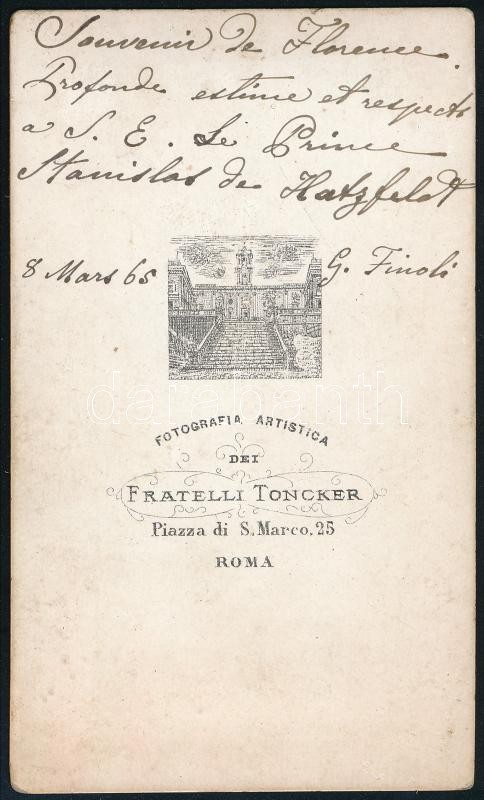 Souvenir de Florence.
Profonde estime et respects
a S. E. Le Prince
Stanislas de Hatzfeldt
8 Mars 65 G. Finoli
darabanth
FOTOGRAFIA ARTISTICA
DEI
FRATELLI TONCKER
Piazza di S. Marco, 25
ROMA